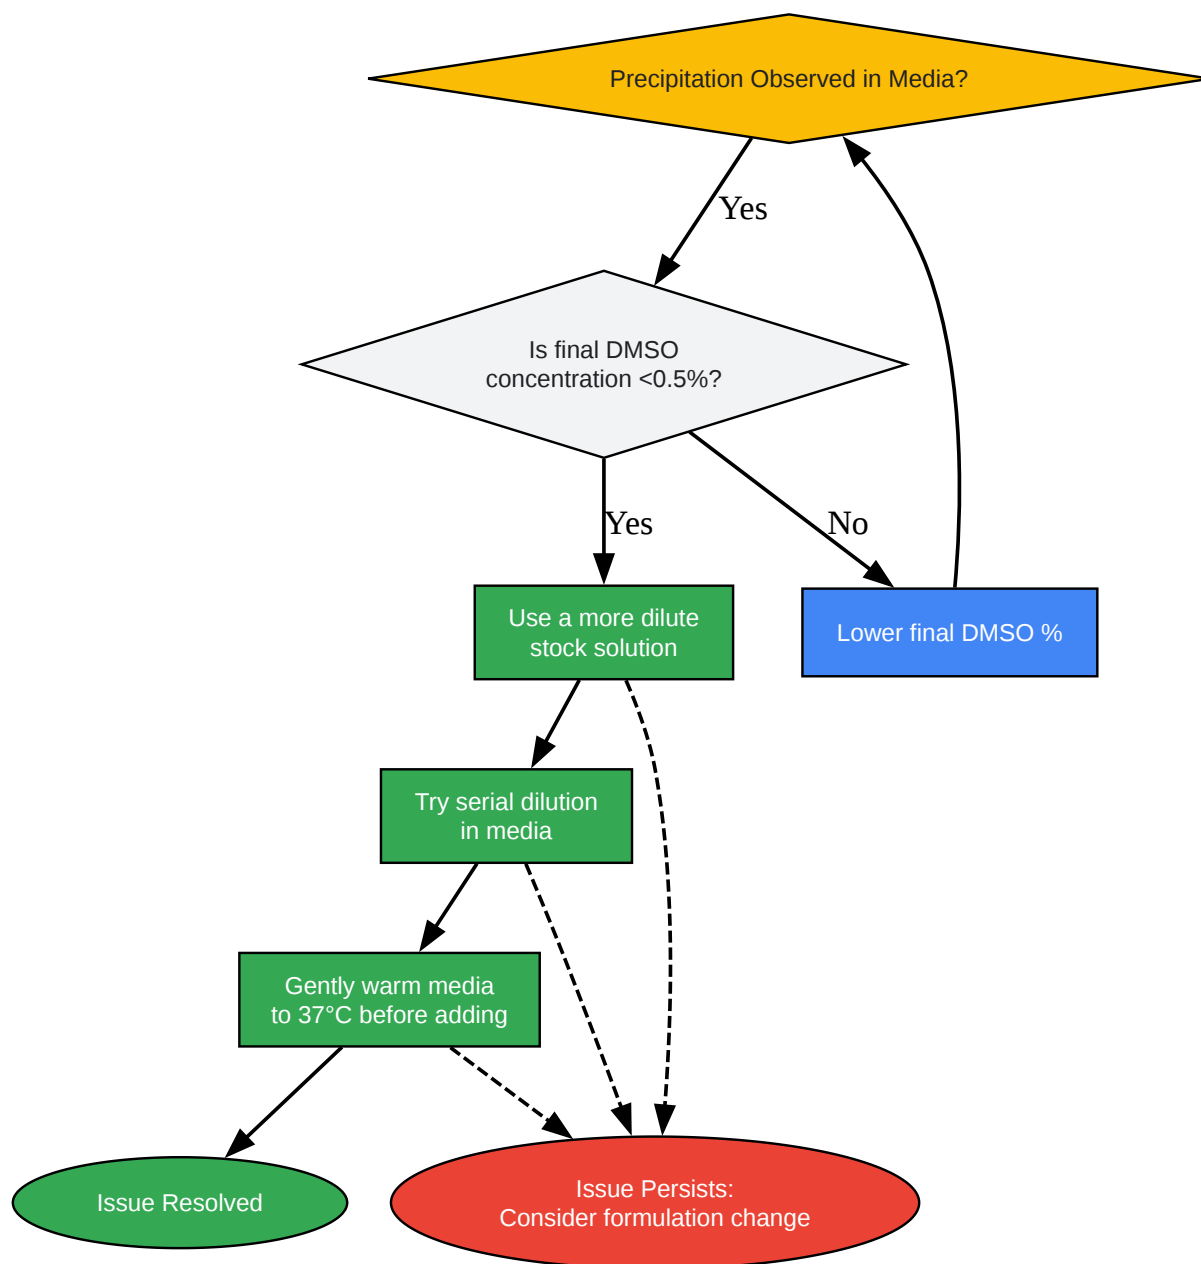 Precipitation Observed in Media?
Yes
Is final DMSO
concentration <0.5%?
Yes
No
Use a more dilute
stock solution
Lower final DMSO %
Try serial dilution
in media
Gently warm media
to 37°C before adding
Issue Resolved
Issue Persists:
Consider formulation change